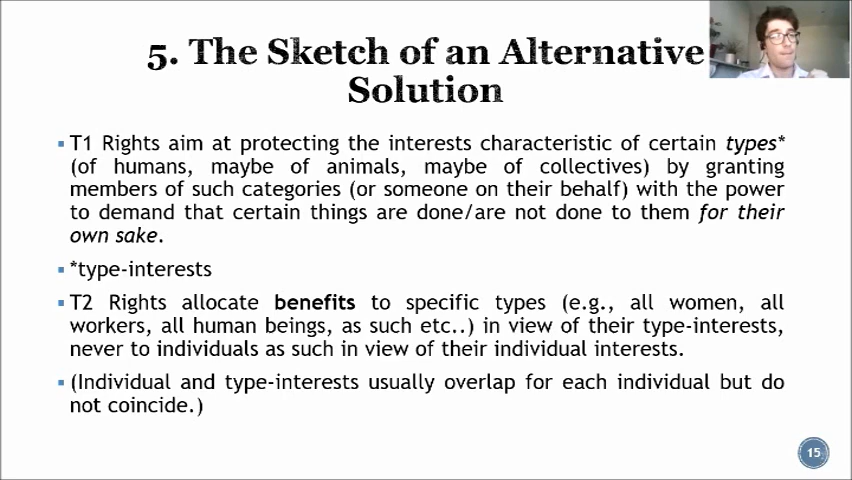 5. The Sketch of an Alternative
Solution
T1 Rights aim at protecting the interests characteristic of certain types*
(of humans, maybe of animals, maybe of collectives) by granting
members of such categories (or someone on their behalf) with the power
to demand that certain things are done/are not done to them for their
own sake.
*type-interests
T2 Rights allocate benefits to specific types (e.g., all women, all
workers, all human beings, as such etc..) in view of their type-interests,
never to individuals as such in view of their individual interests.
(Individual and type-interests usually overlap for each individual but do
not coincide.)
15